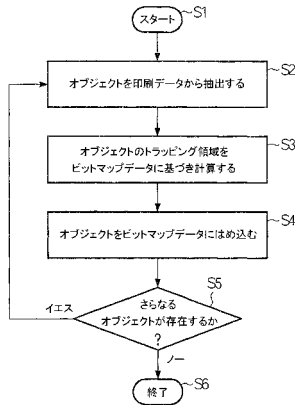 スタート
S1
オブジェクトを印刷データから抽出する
S2
オブジェクトのトラッピング領域を
ビットマップデータに基づき計算する
S3
オブジェクトをビットマップデータにはめ込む
S4
さらなる
オブジェクトが存在するか
?
S5
イエス
ノー
終了
S6